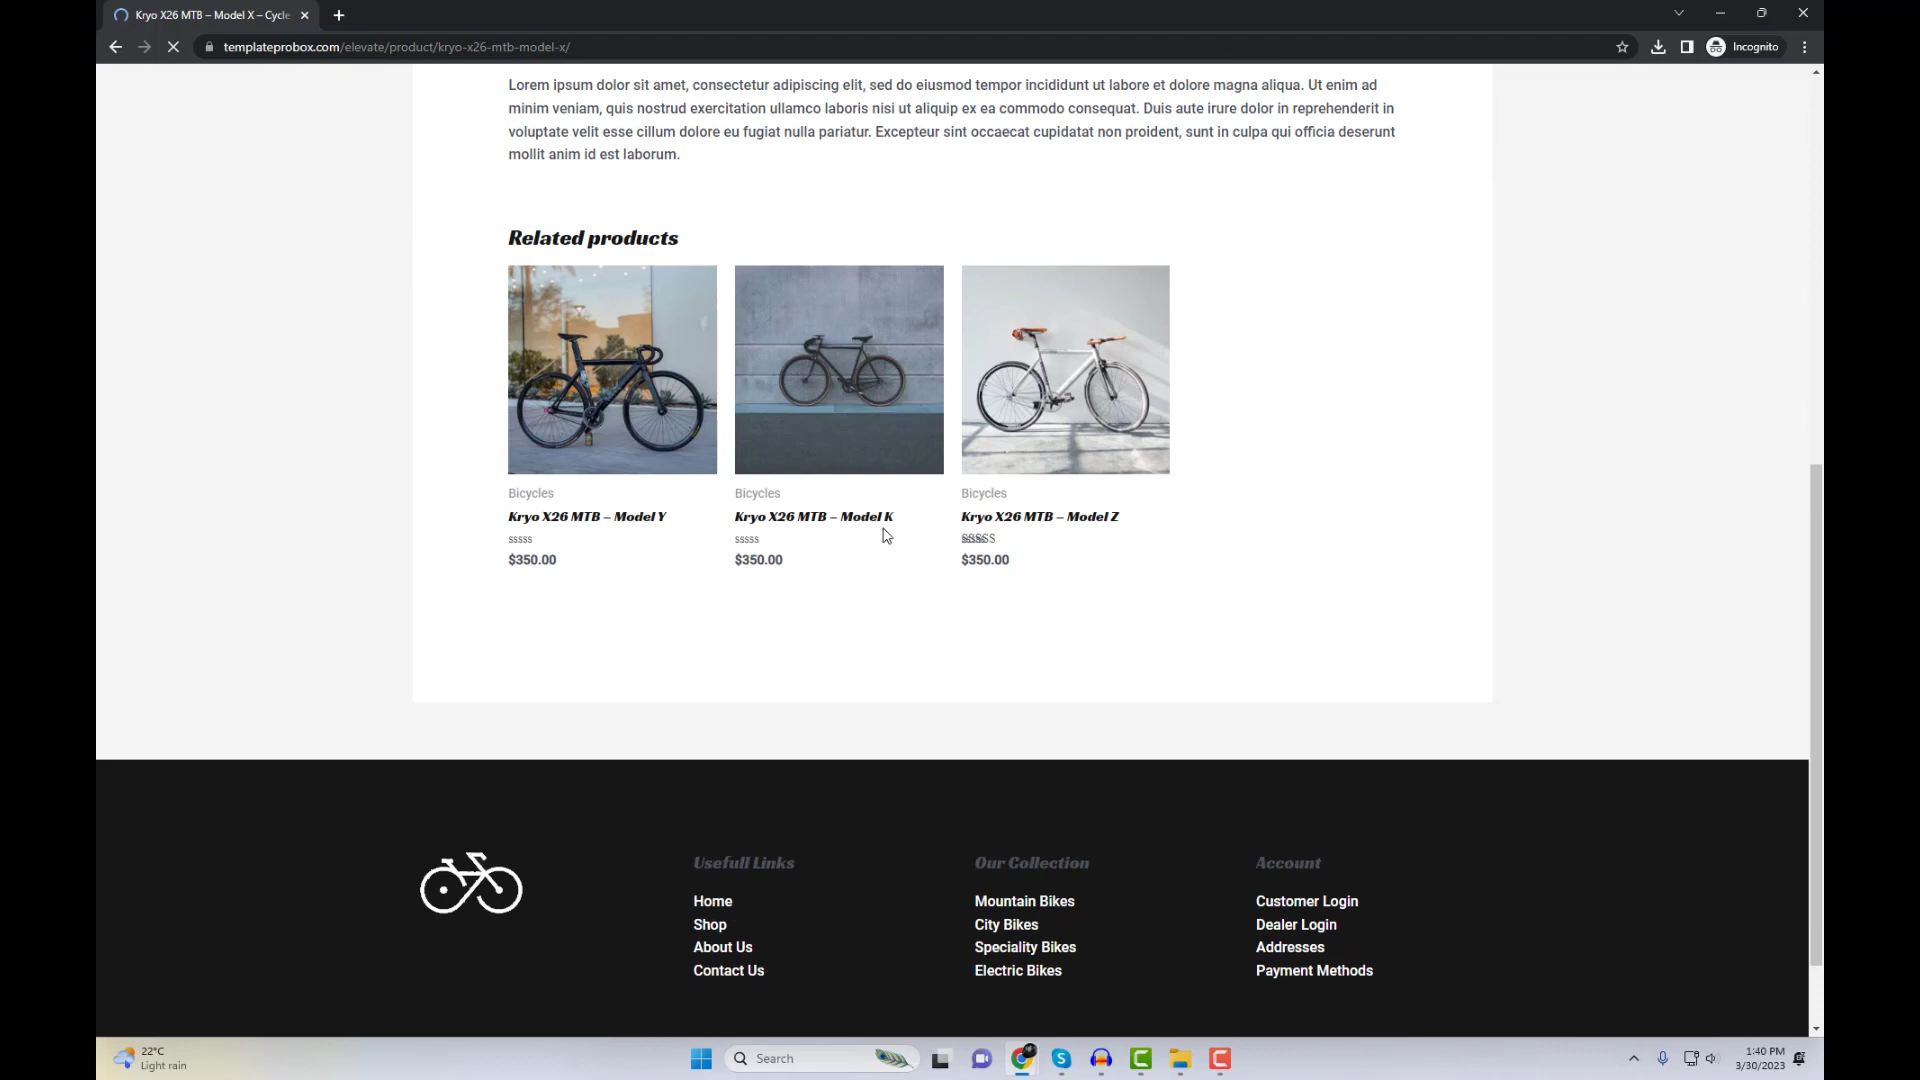 Kryo X26 MTB – Model X – Cycle
templateprobox.com/elevate/product/kryo-x26-mtb-model-x/
Incognito
Lorem ipsum dolor sit amet, consectetur adipiscing elit, sed do eiusmod tempor incididunt ut labore et dolore magna aliqua. Ut enim ad
minim veniam, quis nostrud exercitation ullamco laboris nisi ut aliquip ex ea commodo consequat. Duis aute irure dolor in reprehenderit in
voluptate velit esse cillum dolore eu fugiat nulla pariatur. Excepteur sint occaecat cupidatat non proident, sunt in culpa qui officia deserunt
mollit anim id est laborum.
Related products
Bicycles Bicycles Bicycles
Kryo X26 MTB – Model Y Kryo X26 MTB – Model K Kryo X26 MTB – Model Z
sssss sssss SSSSS
$350.00 $350.00 $350.00
Usefull Links Our Collection Account
Home Mountain Bikes Customer Login
Shop City Bikes Dealer Login
About Us Speciality Bikes Addresses
Contact Us Electric Bikes Payment Methods
22°C
Light rain
Search
1:40 PM
3/30/2023